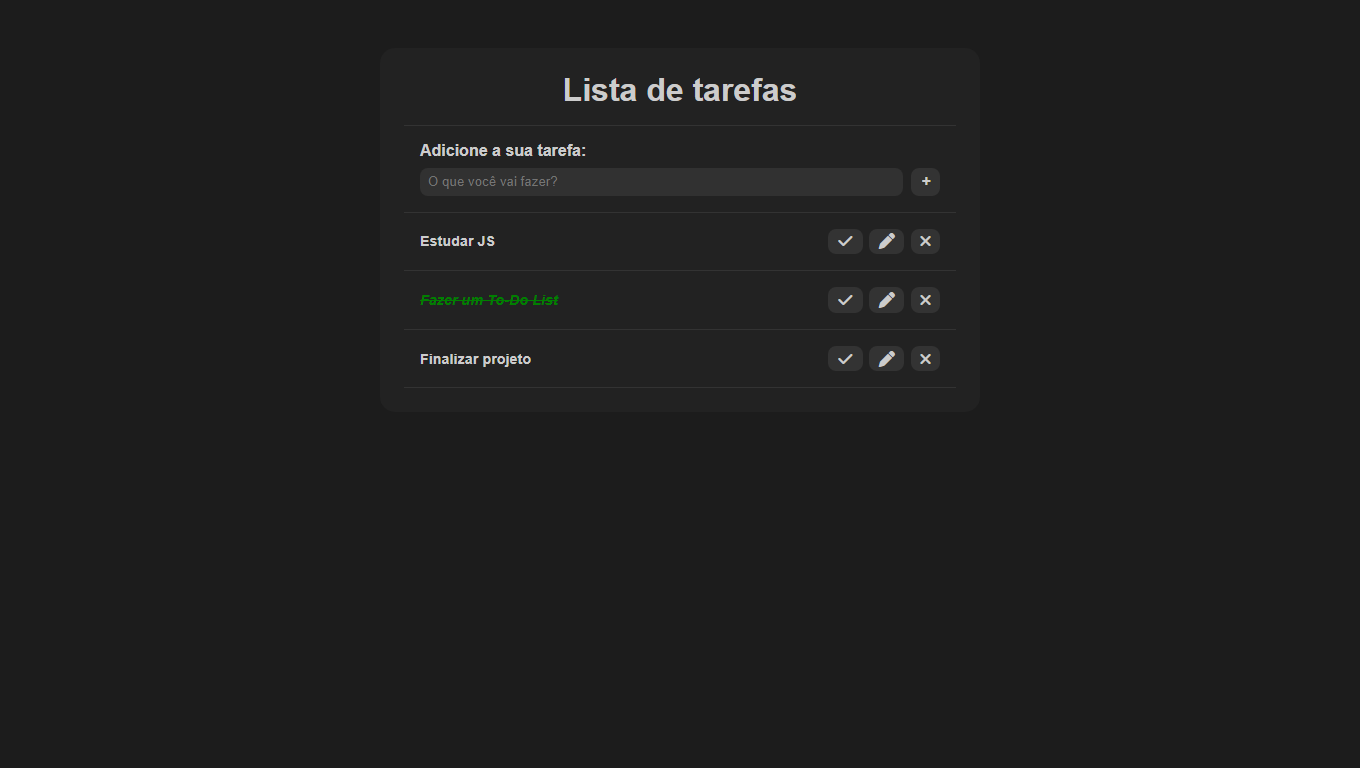 Lista de tarefas
Adicione a sua tarefa:
O que você vai fazer?
+
Estudar JS
Fazer um To-Do List
Finalizar projeto